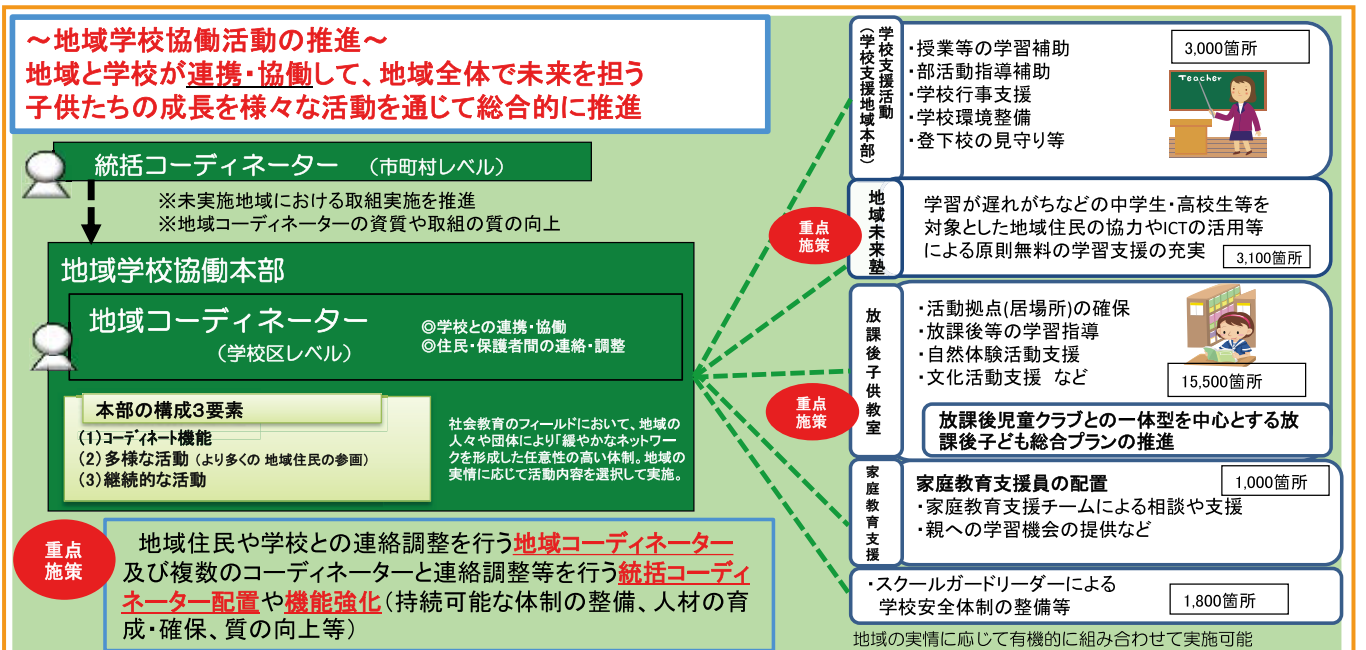 ~地域学校協働活動の推進~
地域と学校が連携・協働して、地域全体で未来を担う
子供たちの成長を様々な活動を通じて総合的に推進
統括コーディネーター (市町村レベル)
※未実施地域における取組実施を推進
※地域コーディネーターの資質や取組の質の向上
地域学校協働本部
地域コーディネーター
(学校区レベル)
◎学校との連携・協働
◎住民・保護者間の連絡・調整
本部の構成3要素
(1)コーディネート機能
(2)多様な活動(より多くの 地域住民の参画)
(3)継続的な活動
社会教育のフィールドにおいて、地域の
人々や団体により「緩やかなネットワー
クを形成した任意性の高い体制。地域の
実情に応じて活動内容を選択して実施。
重点
施策
地域住民や学校との連絡調整を行う地域コーディネーター
及び複数のコーディネーターと連絡調整等を行う統括コーディ
ネーター配置や機能強化(持続可能な体制の整備、人材の育
成・確保、質の向上等)
学校支援活動
(学校支援地域本部)
・授業等の学習補助
・部活動指導補助
・学校行事支援
・学校環境整備
・登下校の見守り等
3,000箇所
Teacher
重点
施策
地域未来塾
学習が遅れがちなどの中学生・高校生等を
対象とした地域住民の協力やICTの活用等
による原則無料の学習支援の充実
3,100箇所
重点
施策
放課後子供教室
・活動拠点(居場所)の確保
・放課後等の学習指導
・自然体験活動支援
・文化活動支援 など
15,500箇所
放課後児童クラブとの一体型を中心とする放
課後子ども総合プランの推進
家庭教育支援
家庭教育支援員の配置
・家庭教育支援チームによる相談や支援
・親への学習機会の提供など
1,000箇所
・スクールガードリーダーによる
学校安全体制の整備等
1,800箇所
地域の実情に応じて有機的に組み合わせて実施可能